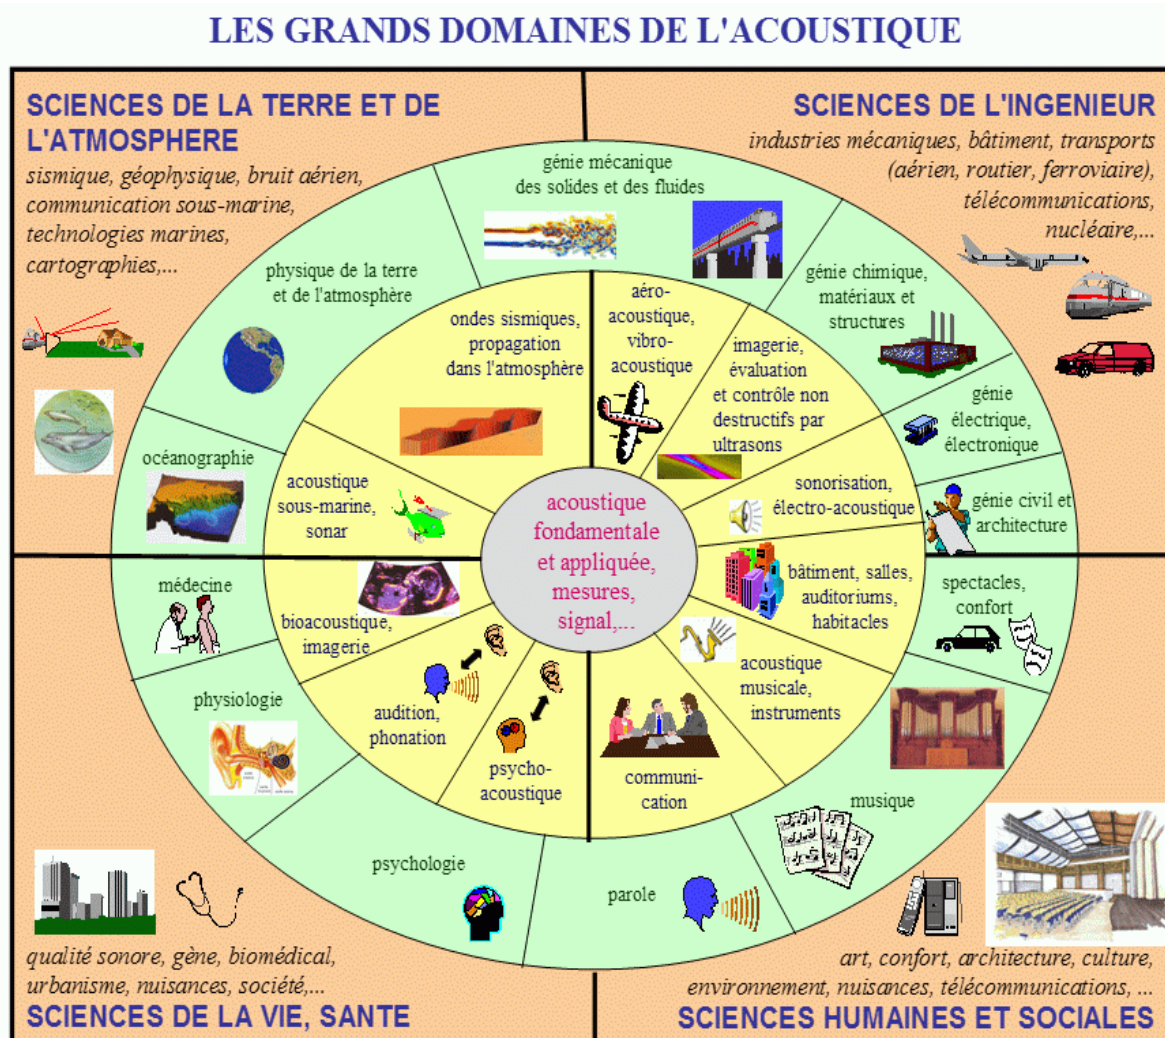 LES GRANDS DOMAINES DE L'ACOUSTIQUE
SCIENCES DE LA TERRE ET DE
L'ATMOSPHERE
sismique, géophysique, bruit aérien,
communication sous-marine,
technologies marines,
cartographies,...
SCIENCES DE L'INGENIEUR
industries mécaniques, bâtiment, transports
(aérien, routier, ferroviaire),
télécommunications,
nucléaire,...
génie mécanique
des solides et des fluides
physique de la terre
et de l'atmosphère
génie chimique,
matériaux et
structures
génie
électrique,
électronique
génie civil et
architecture
océanographie
ondes sismiques,
propagation
dans l'atmosphère
aéro-
acoustique,
vibro-
acoustique
imagerie,
évaluation
et contrôle non
destructifs par
ultrasons
acoustique
sous-marine,
sonar
sonorisation,
électro-acoustique
acoustique
fondamentale
et appliquée,
mesures,
signal,...
bâtiment, salles,
auditoriums,
habitacles
spectacles,
confort
médecine
bioacoustique,
imagerie
acoustique
musicale,
instruments
physiologie
audition,
phonation
psycho-
acoustique
communi-
cation
musique
psychologie
parole
qualité sonore, gène, biomédical,
urbanisme, nuisances, société,...
SCIENCES DE LA VIE, SANTE
art, confort, architecture, culture,
environnement, nuisances, télécommunications, ...
SCIENCES HUMAINES ET SOCIALES